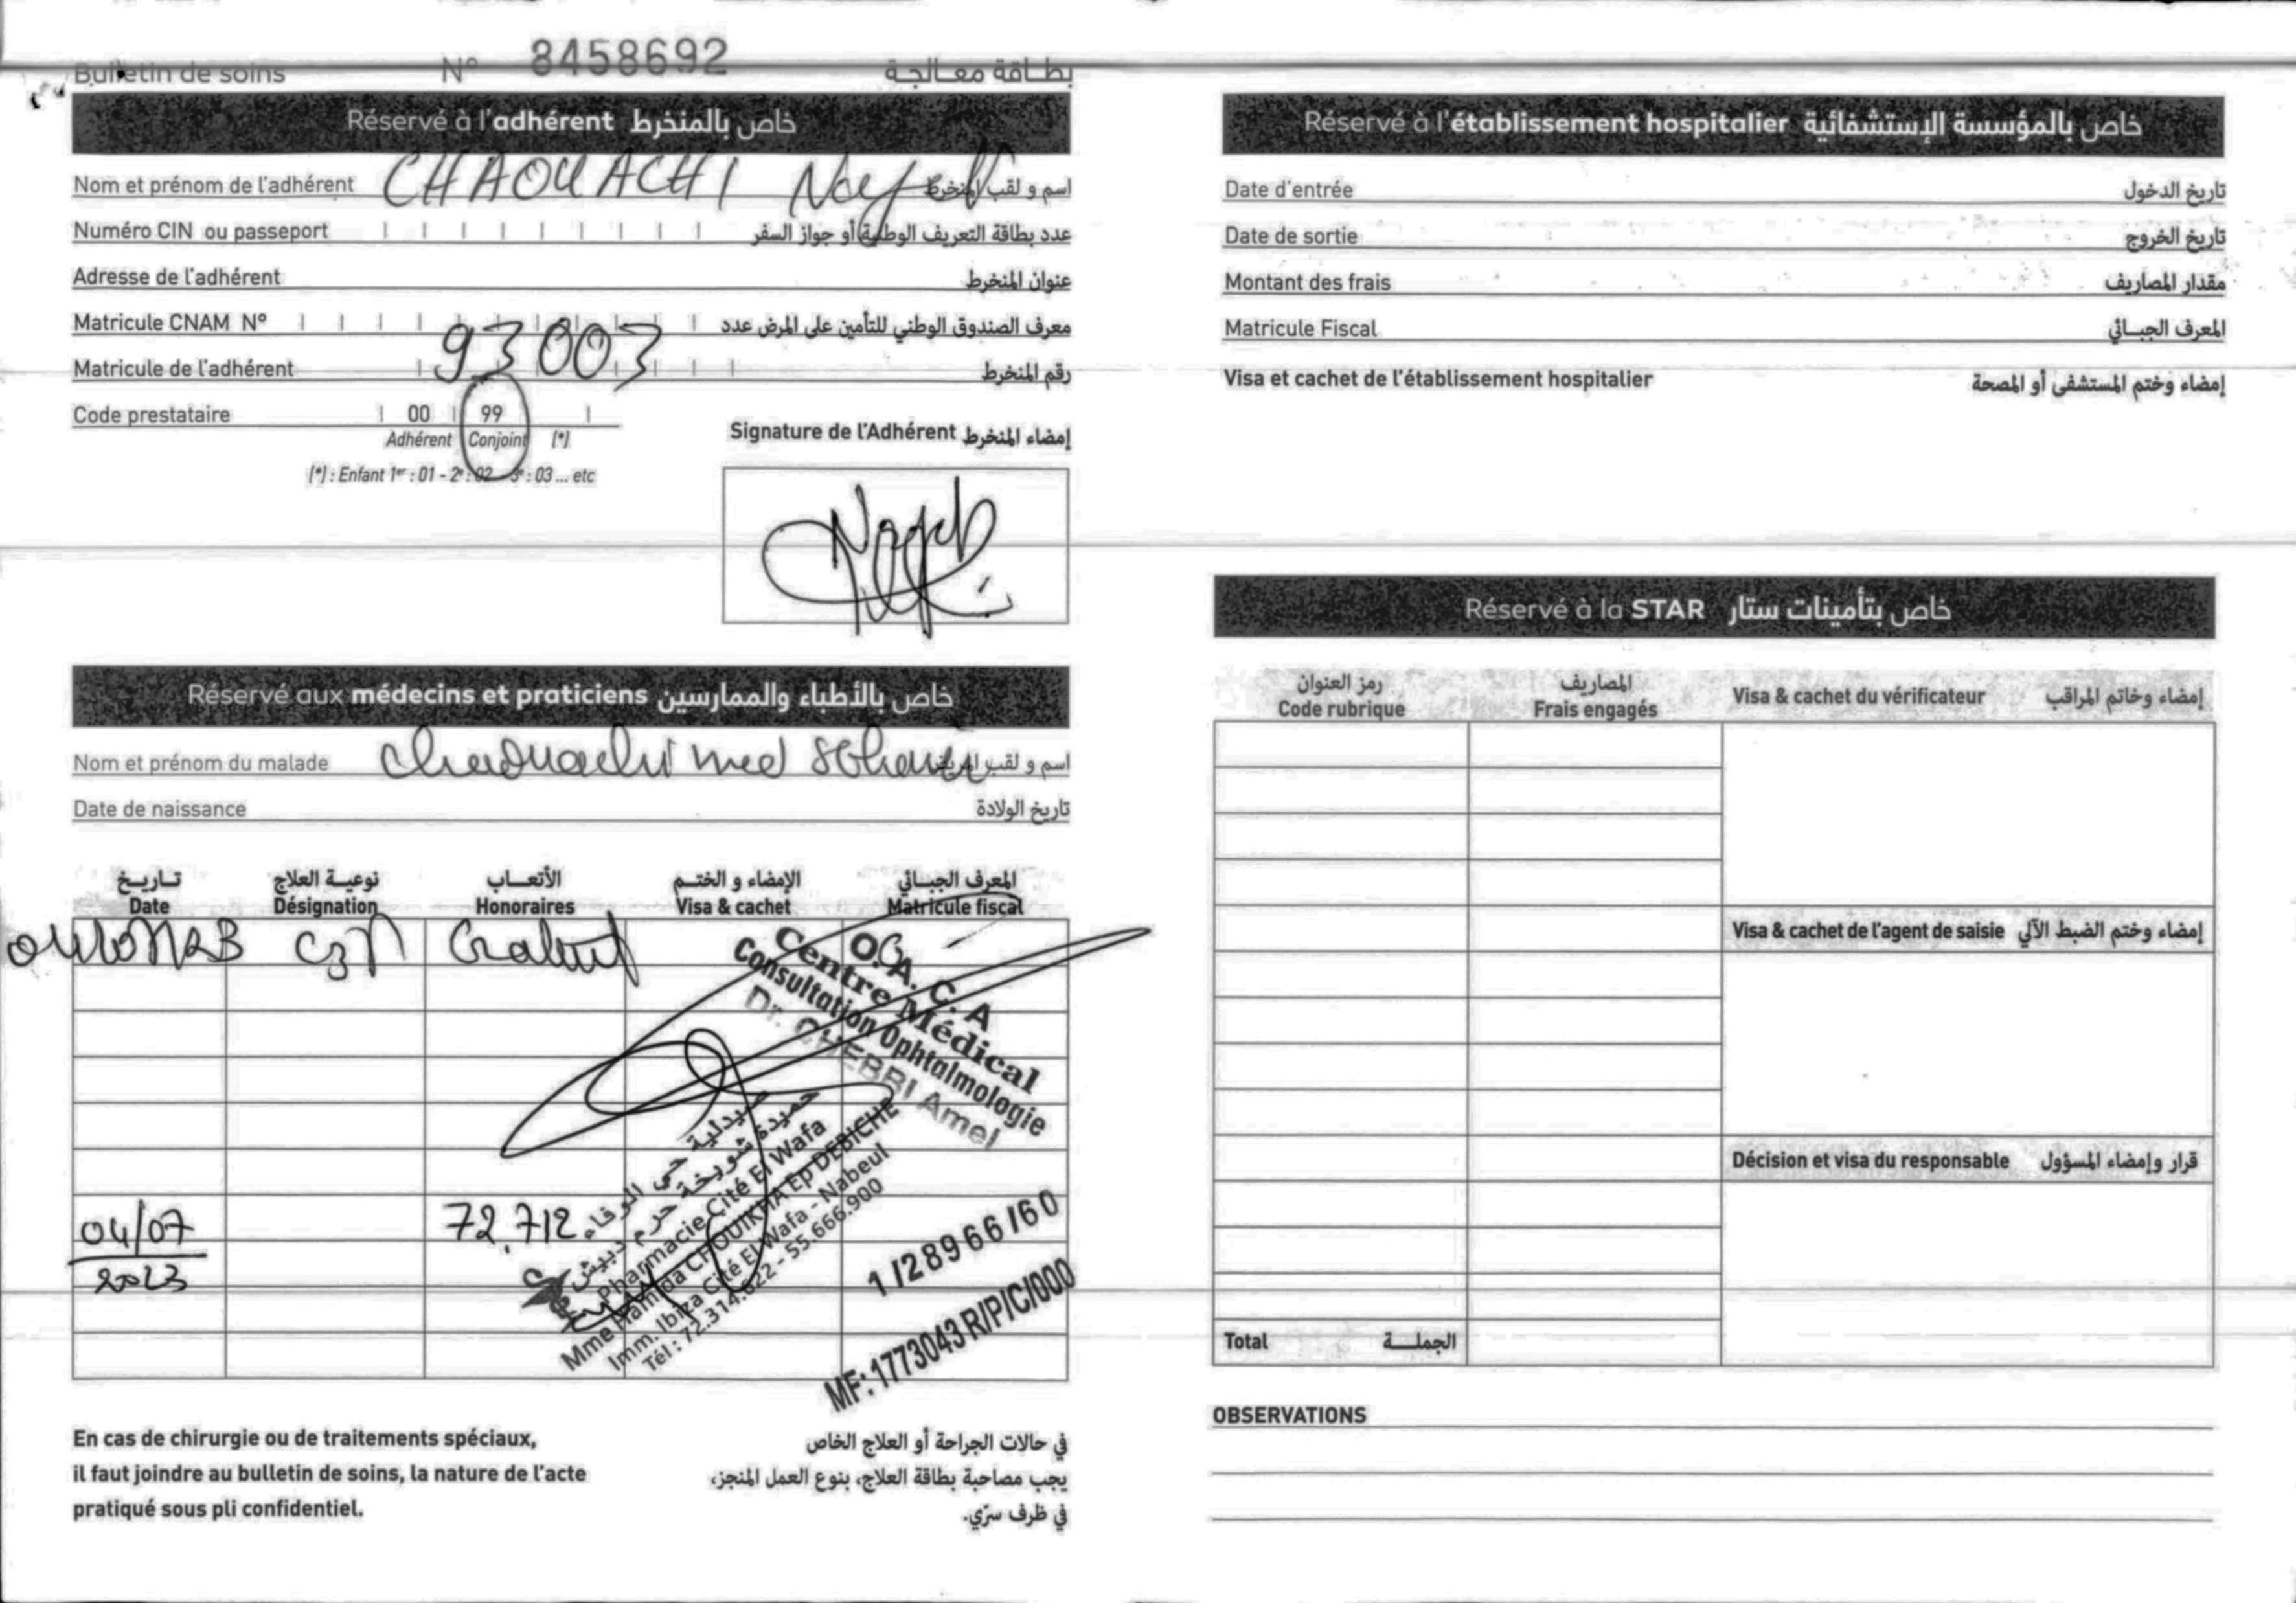 Bulletin de soins N° 8458692 بطاقة معالجة
Réservé à l'adhérent خاص بالمنخرط
Nom et prénom de l'adhérent CHAOUACHI اسم و لقب المنخرط
Numéro CIN ou passeport عدد بطاقة التعريف الوطنية أو جواز السفر
Adresse de l'adhérent عنوان المنخرط
Matricule CNAM N° معرف الصندوق الوطني للتأمين على المرض عدد
Matricule de l'adhérent 93003 رقم المنخرط
Code prestataire 00 99
Adhérent Conjoint (*)
(*) : Enfant 1er : 01 - 2e : 02 - 3e : 03 ... etc
Signature de l'Adhérent إمضاء المنخرط
Réservé aux médecins et praticiens خاص بالأطباء والممارسين
Nom et prénom du malade Chaouachi med اسم و لقب المريض
Date de naissance تاريخ الولادة
تـاريـخ نوعيـة العلاج الأتعـاب الإمضاء و الختـم المعرف الجبـائي
Date Désignation Honoraires Visa & cachet Matricule fiscal
O.A.C.A
Centre Médical
Consultation Ophtalmologie
Dr. CHEBBI Amel
04/07 72,712
2023
صيدلية حي الوفاء
حميدة شويخة حرم دبيش
Pharmacie Cité El Wafa
Mme Hamida CHOUIKHA Ep DEBICHE
Imm. Ibiza Cité El Wafa - Nabeul
Tél : 72.314.622 - 55.666.900
1/28966/60
MF: 1773043 R/P/C/000
En cas de chirurgie ou de traitements spéciaux,
il faut joindre au bulletin de soins, la nature de l'acte
pratiqué sous pli confidentiel.
في حالات الجراحة أو العلاج الخاص
يجب مصاحبة بطاقة العلاج، بنوع العمل المنجز،
في ظرف سرّي.
Réservé à l'établissement hospitalier خاص بالمؤسسة الإستشفائية
Date d'entrée تاريخ الدخول
Date de sortie تاريخ الخروج
Montant des frais مقدار المصاريف
Matricule Fiscal المعرف الجبـائي
Visa et cachet de l'établissement hospitalier إمضاء وختم المستشفى أو المصحة
Réservé à la STAR خاص بتأمينات ستار
رمز العنوان المصاريف
Code rubrique Frais engagés Visa & cachet du vérificateur إمضاء وخاتم المراقب
Visa & cachet de l'agent de saisie إمضاء وختم الضبط الآلي
Décision et visa du responsable قرار وإمضاء المسؤول
Total الجملـة
OBSERVATIONS